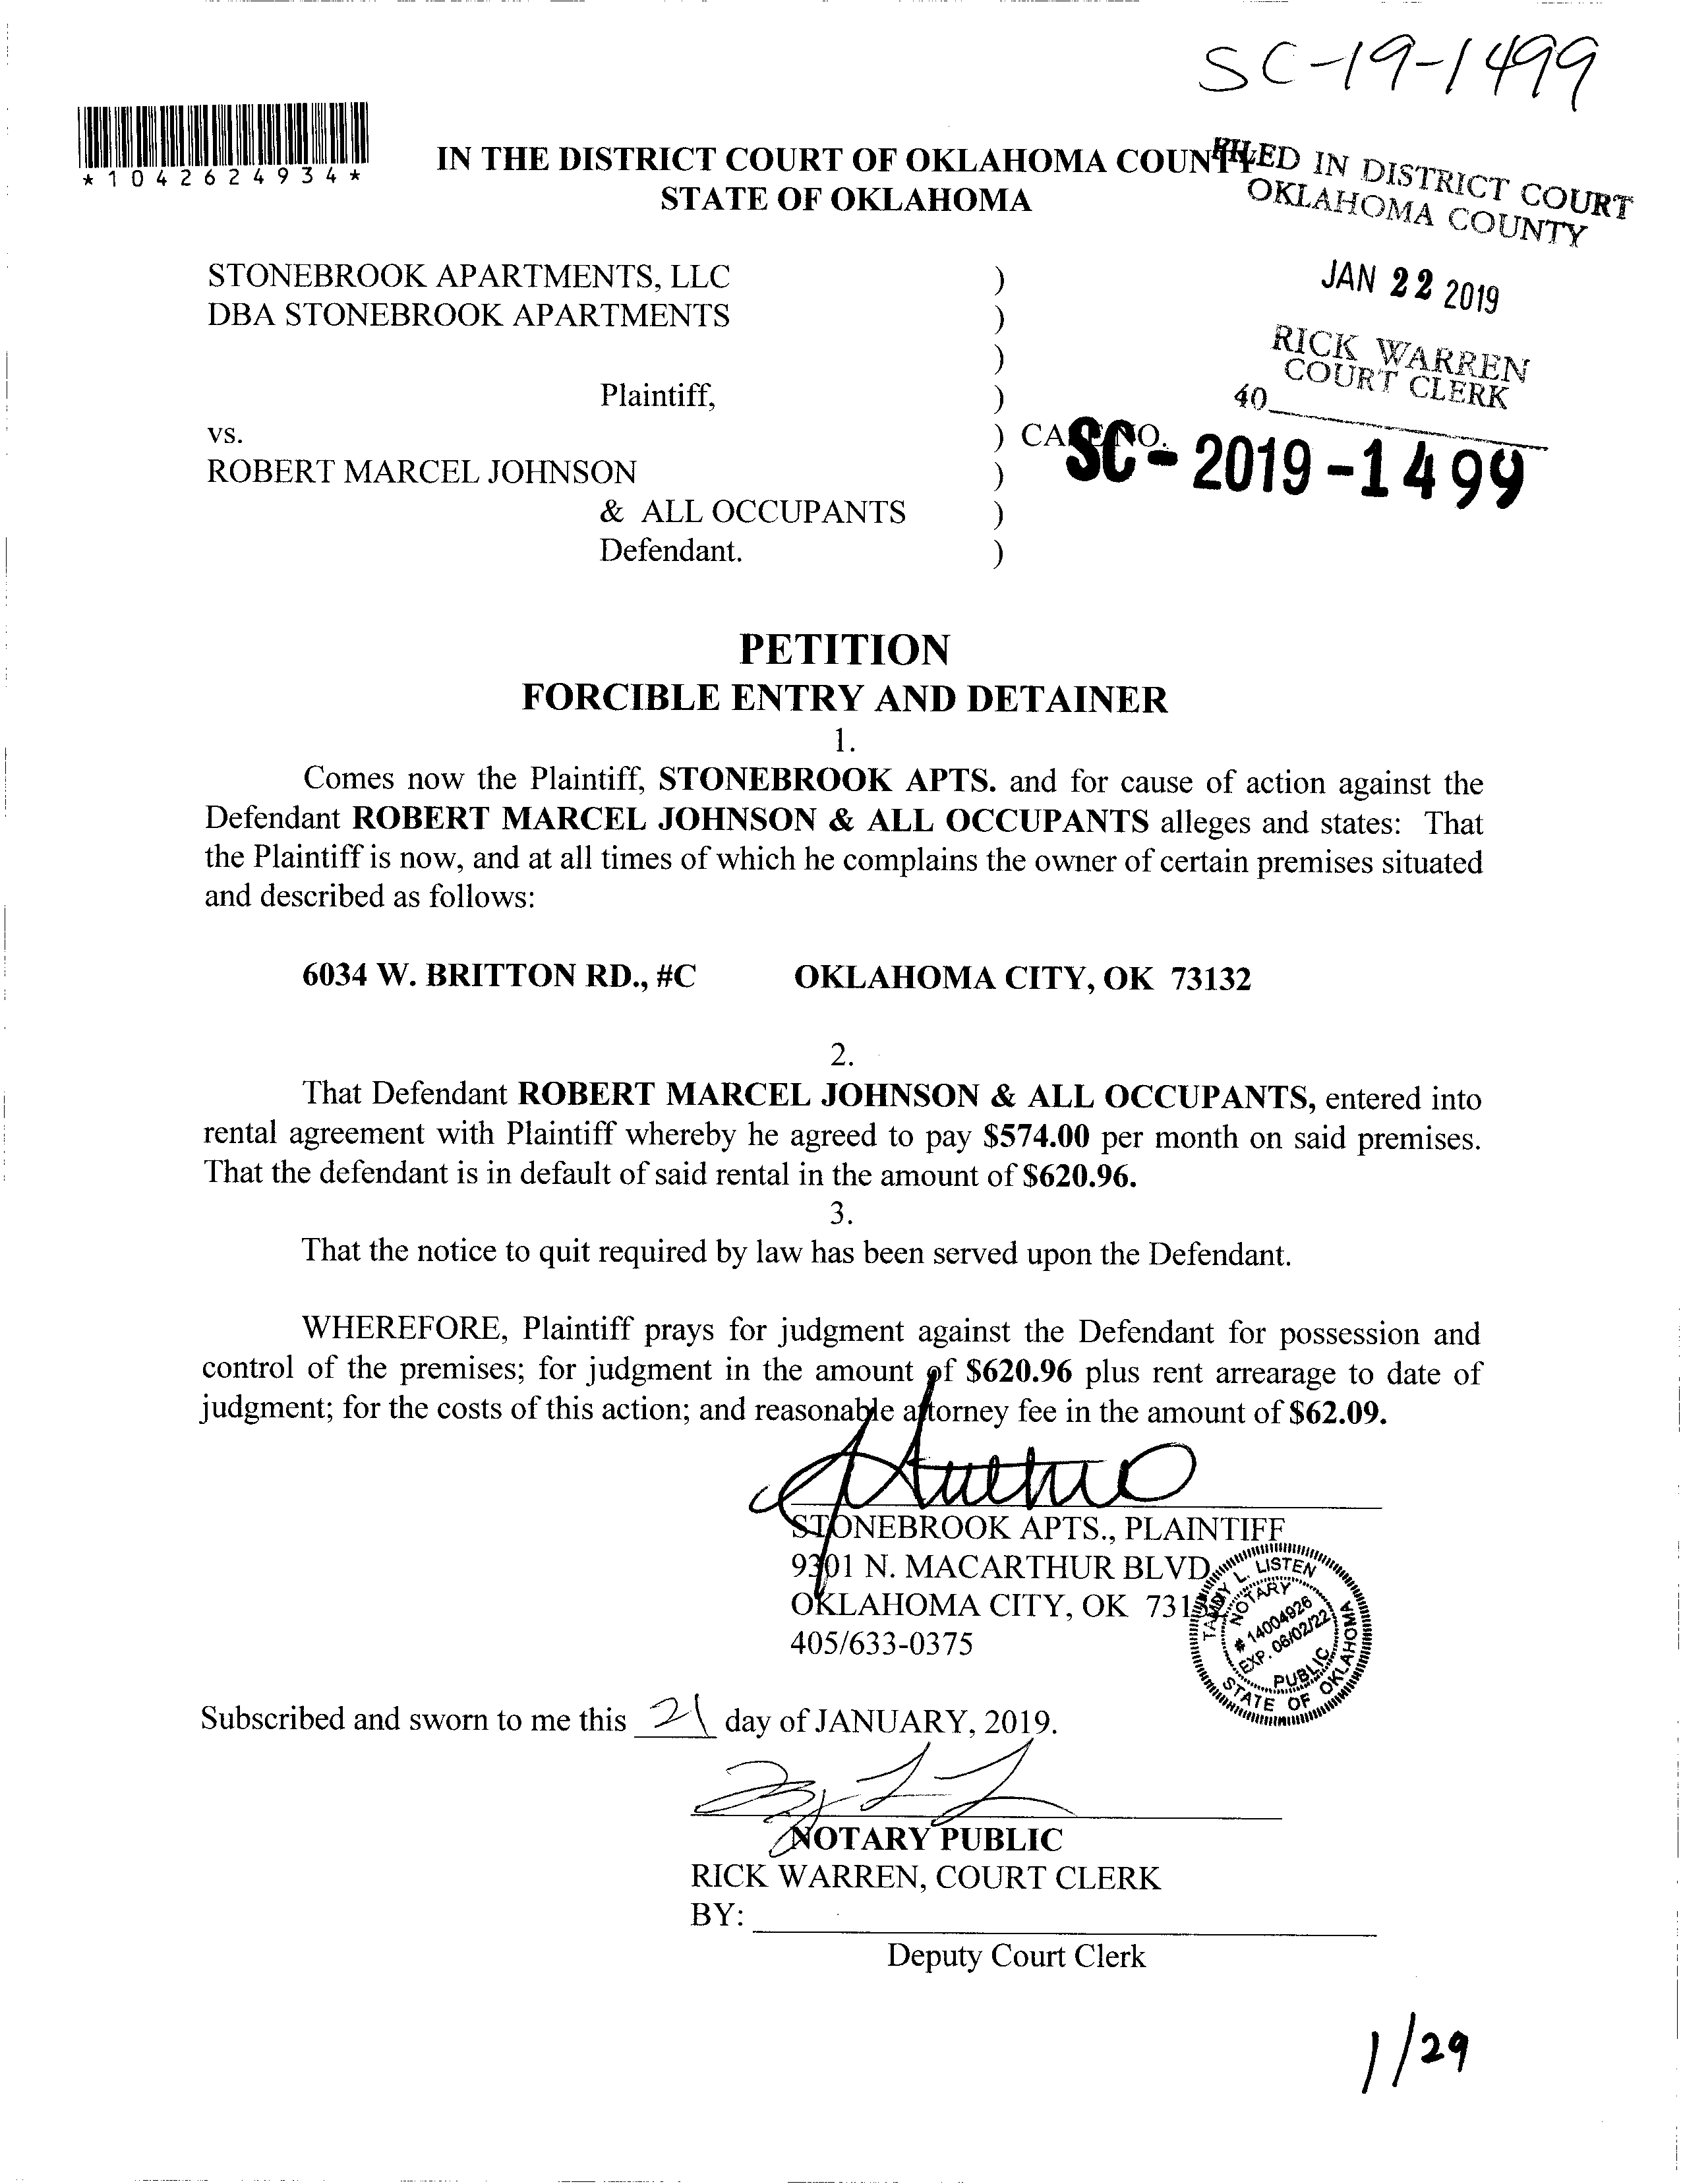 SC-19-1499
*1042624934*
IN THE DISTRICT COURT OF OKLAHOMA COUNTY
STATE OF OKLAHOMA
FILED IN DISTRICT COURT
OKLAHOMA COUNTY
JAN 22 2019
RICK WARREN
COURT CLERK
40
STONEBROOK APARTMENTS, LLC )
DBA STONEBROOK APARTMENTS )
)
Plaintiff, )
vs. ) CASE NO.
SC-2019-1499
ROBERT MARCEL JOHNSON )
& ALL OCCUPANTS )
Defendant. )
PETITION
FORCIBLE ENTRY AND DETAINER
1.
Comes now the Plaintiff, STONEBROOK APTS. and for cause of action against the
Defendant ROBERT MARCEL JOHNSON & ALL OCCUPANTS alleges and states: That
the Plaintiff is now, and at all times of which he complains the owner of certain premises situated
and described as follows:
6034 W. BRITTON RD., #C OKLAHOMA CITY, OK 73132
2.
That Defendant ROBERT MARCEL JOHNSON & ALL OCCUPANTS, entered into
rental agreement with Plaintiff whereby he agreed to pay $574.00 per month on said premises.
That the defendant is in default of said rental in the amount of $620.96.
3.
That the notice to quit required by law has been served upon the Defendant.
WHEREFORE, Plaintiff prays for judgment against the Defendant for possession and
control of the premises; for judgment in the amount of $620.96 plus rent arrearage to date of
judgment; for the costs of this action; and reasonable attorney fee in the amount of $62.09.
STONEBROOK APTS., PLAINTIFF
9301 N. MACARTHUR BLVD
OKLAHOMA CITY, OK
405/633-0375
TAMMY L. LISTEN
NOTARY
# 14004926
EXP. 06/02/22
PUBLIC
STATE OF OKLAHOMA
Subscribed and sworn to me this 21 day of JANUARY, 2019.
NOTARY PUBLIC
RICK WARREN, COURT CLERK
BY:
Deputy Court Clerk
1/29